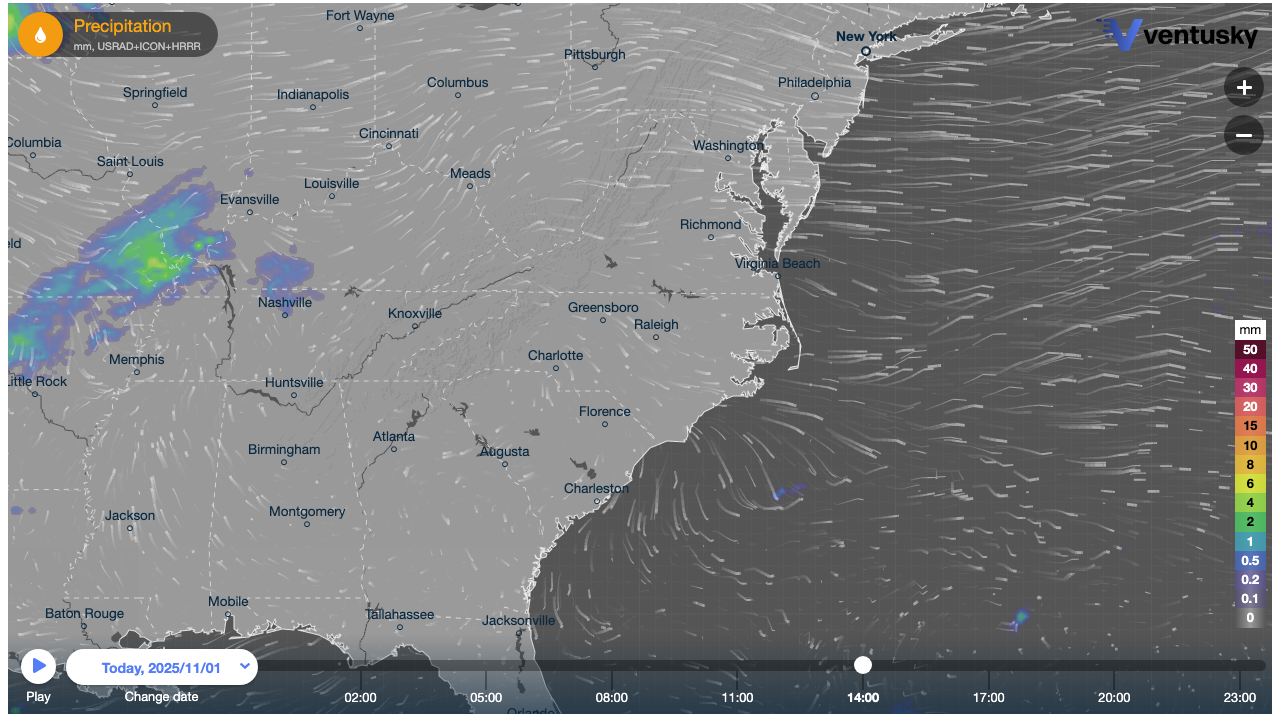 Precipitation
mm, USRAD+ICON+HRRR
ventusky
Fort Wayne
New York
Pittsburgh
Columbus
Philadelphia
+
Springfield
Indianapolis
Cincinnati
−
Columbia
Washington
Saint Louis
Meads
Louisville
Evansville
Richmond
eld
Virginia Beach
Nashville
Greensboro
Knoxville
Raleigh
mm
50
Charlotte
Memphis
40
Little Rock
Huntsville
30
Florence
20
15
Atlanta
10
Birmingham
Augusta
8
Charleston
6
4
Montgomery
Jackson
2
1
0.5
0.2
Mobile
0.1
Baton Rouge
Tallahassee
Jacksonville
0
Today, 2025/11/01
Play
Change date
02:00
05:00
08:00
11:00
14:00
17:00
20:00
23:00
Orlando